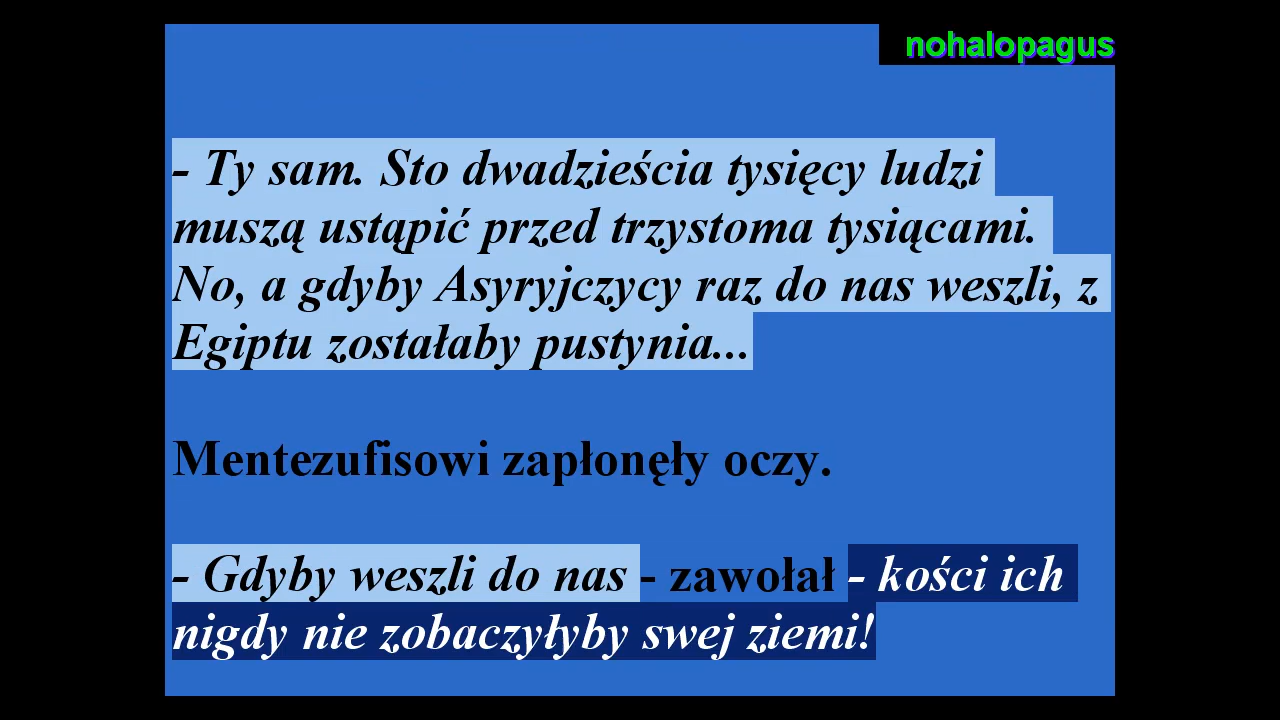 nohalopagus
- Ty sam. Sto dwadzieścia tysięcy ludzi
muszą ustąpić przed trzystoma tysiącami.
No, a gdyby Asyryjczycy raz do nas weszli, z
Egiptu zostałaby pustynia...
Mentezufisowi zapłonęły oczy.
- Gdyby weszli do nas - zawołał - kości ich
nigdy nie zobaczyłyby swej ziemi!